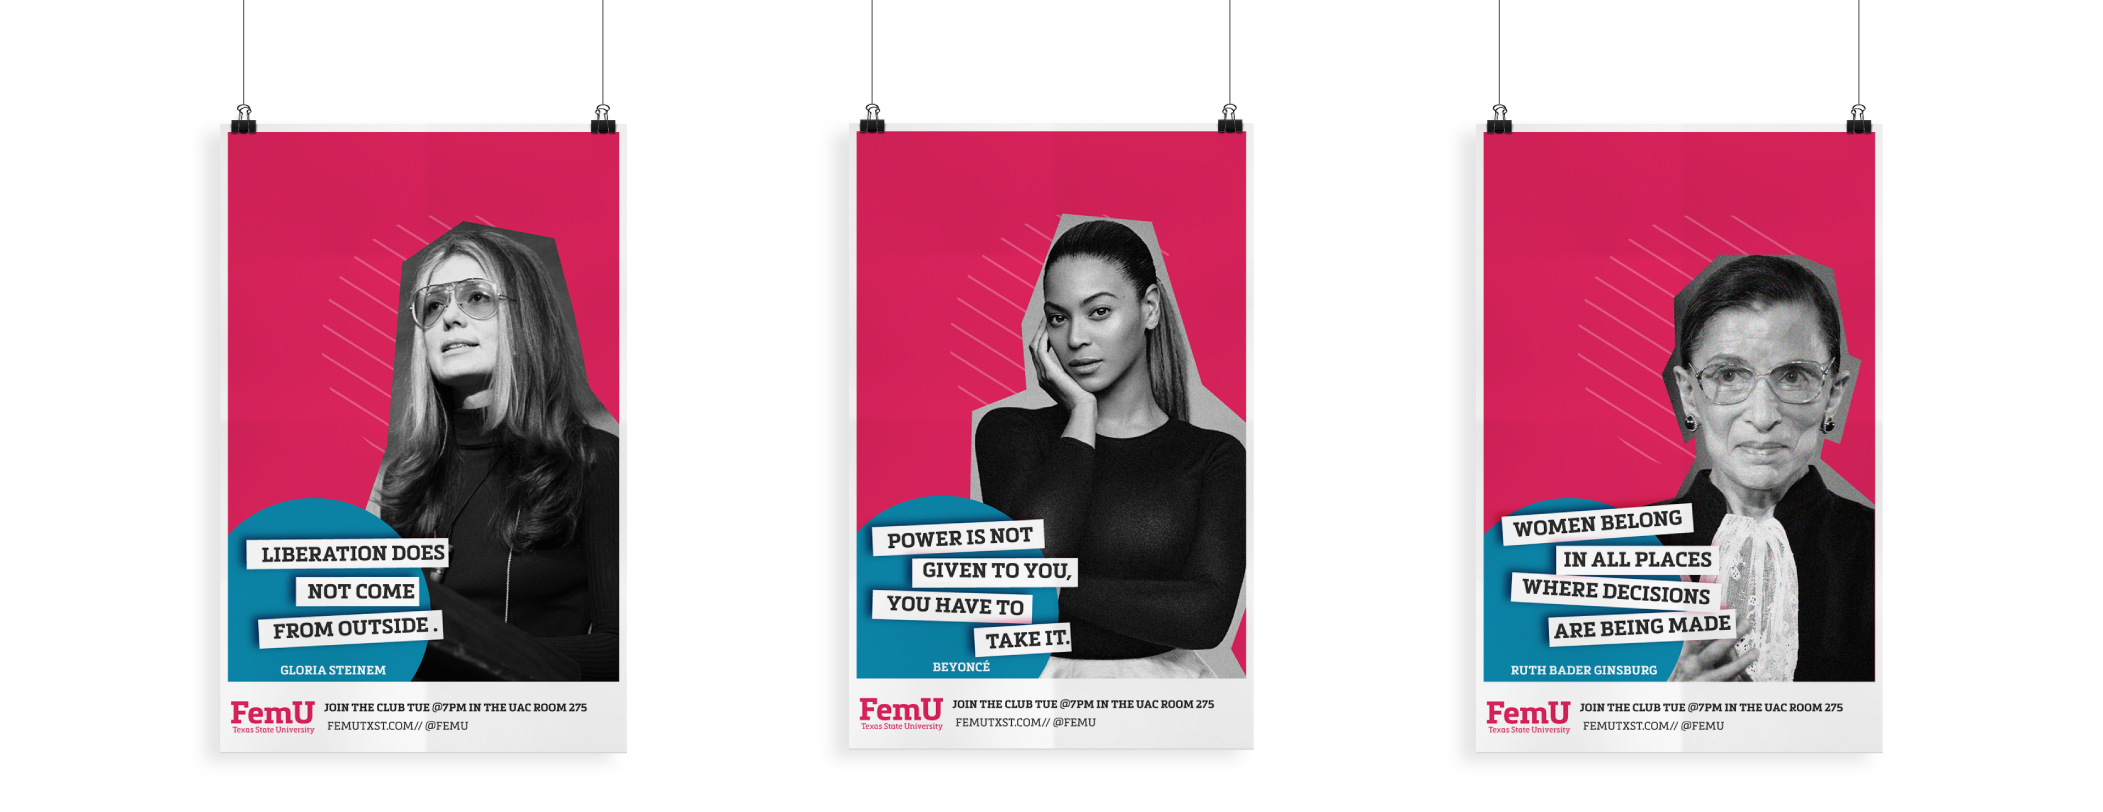 LIBERATION DOES
NOT COME
FROM OUTSIDE .
GLORIA STEINEM
FemU
Texas State University
JOIN THE CLUB TUE @7PM IN THE UAC ROOM 275
FEMUTXST.COM// @FEMU
POWER IS NOT
GIVEN TO YOU,
YOU HAVE TO
TAKE IT.
BEYONCÉ
FemU
Texas State University
JOIN THE CLUB TUE @7PM IN THE UAC ROOM 275
FEMUTXST.COM// @FEMU
WOMEN BELONG
IN ALL PLACES
WHERE DECISIONS
ARE BEING MADE
RUTH BADER GINSBURG
FemU
Texas State University
JOIN THE CLUB TUE @7PM IN THE UAC ROOM 275
FEMUTXST.COM// @FEMU